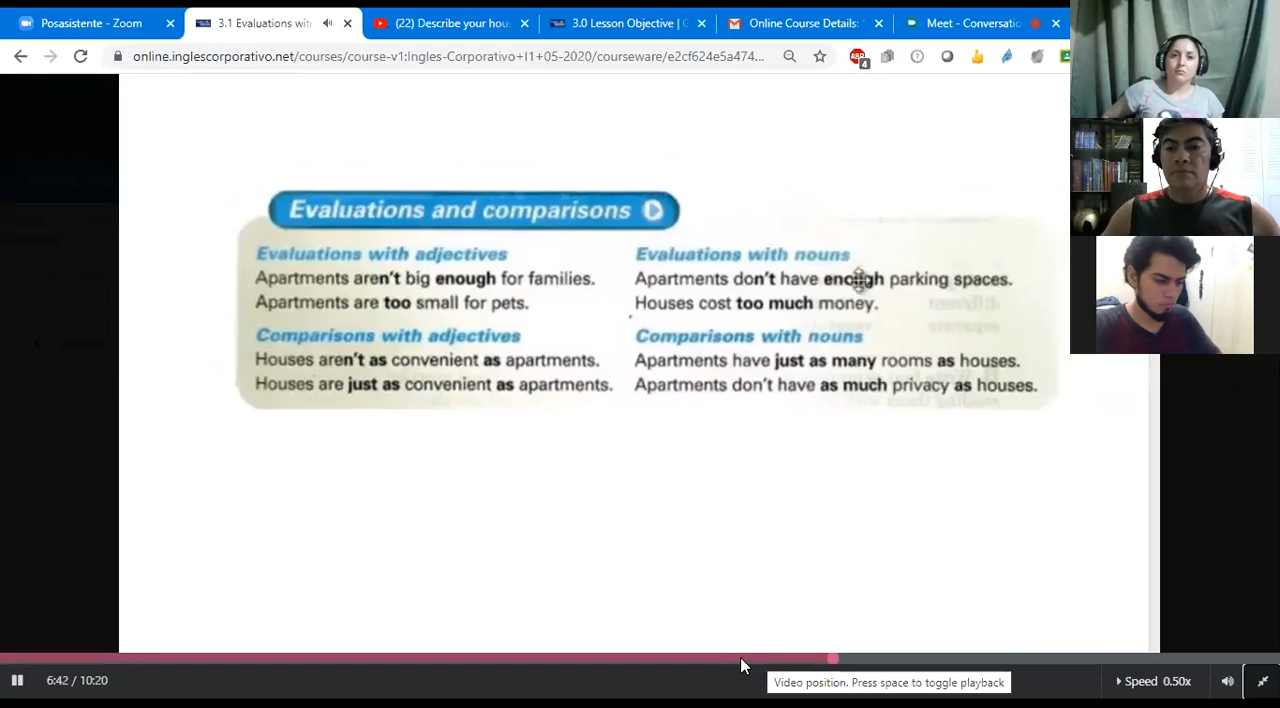 Posasistente - Zoom
3.1 Evaluations wit
(22) Describe your hou
3.0 Lesson Objective | (
Online Course Details:
Meet - Conversatio
online.inglescorporativo.net/courses/course-v1:Ingles-Corporativo+I1+05-2020/courseware/e2cf624e5a474...
4
Evaluations and comparisons
Evaluations with adjectives
Apartments aren't big enough for families.
Apartments are too small for pets.
Comparisons with adjectives
Houses aren't as convenient as apartments.
Houses are just as convenient as apartments.
Evaluations with nouns
Apartments don't have enough parking spaces.
Houses cost too much money.
Comparisons with nouns
Apartments have just as many rooms as houses.
Apartments don't have as much privacy as houses.
6:42 / 10:20
Video position. Press space to toggle playback
Speed 0.50x